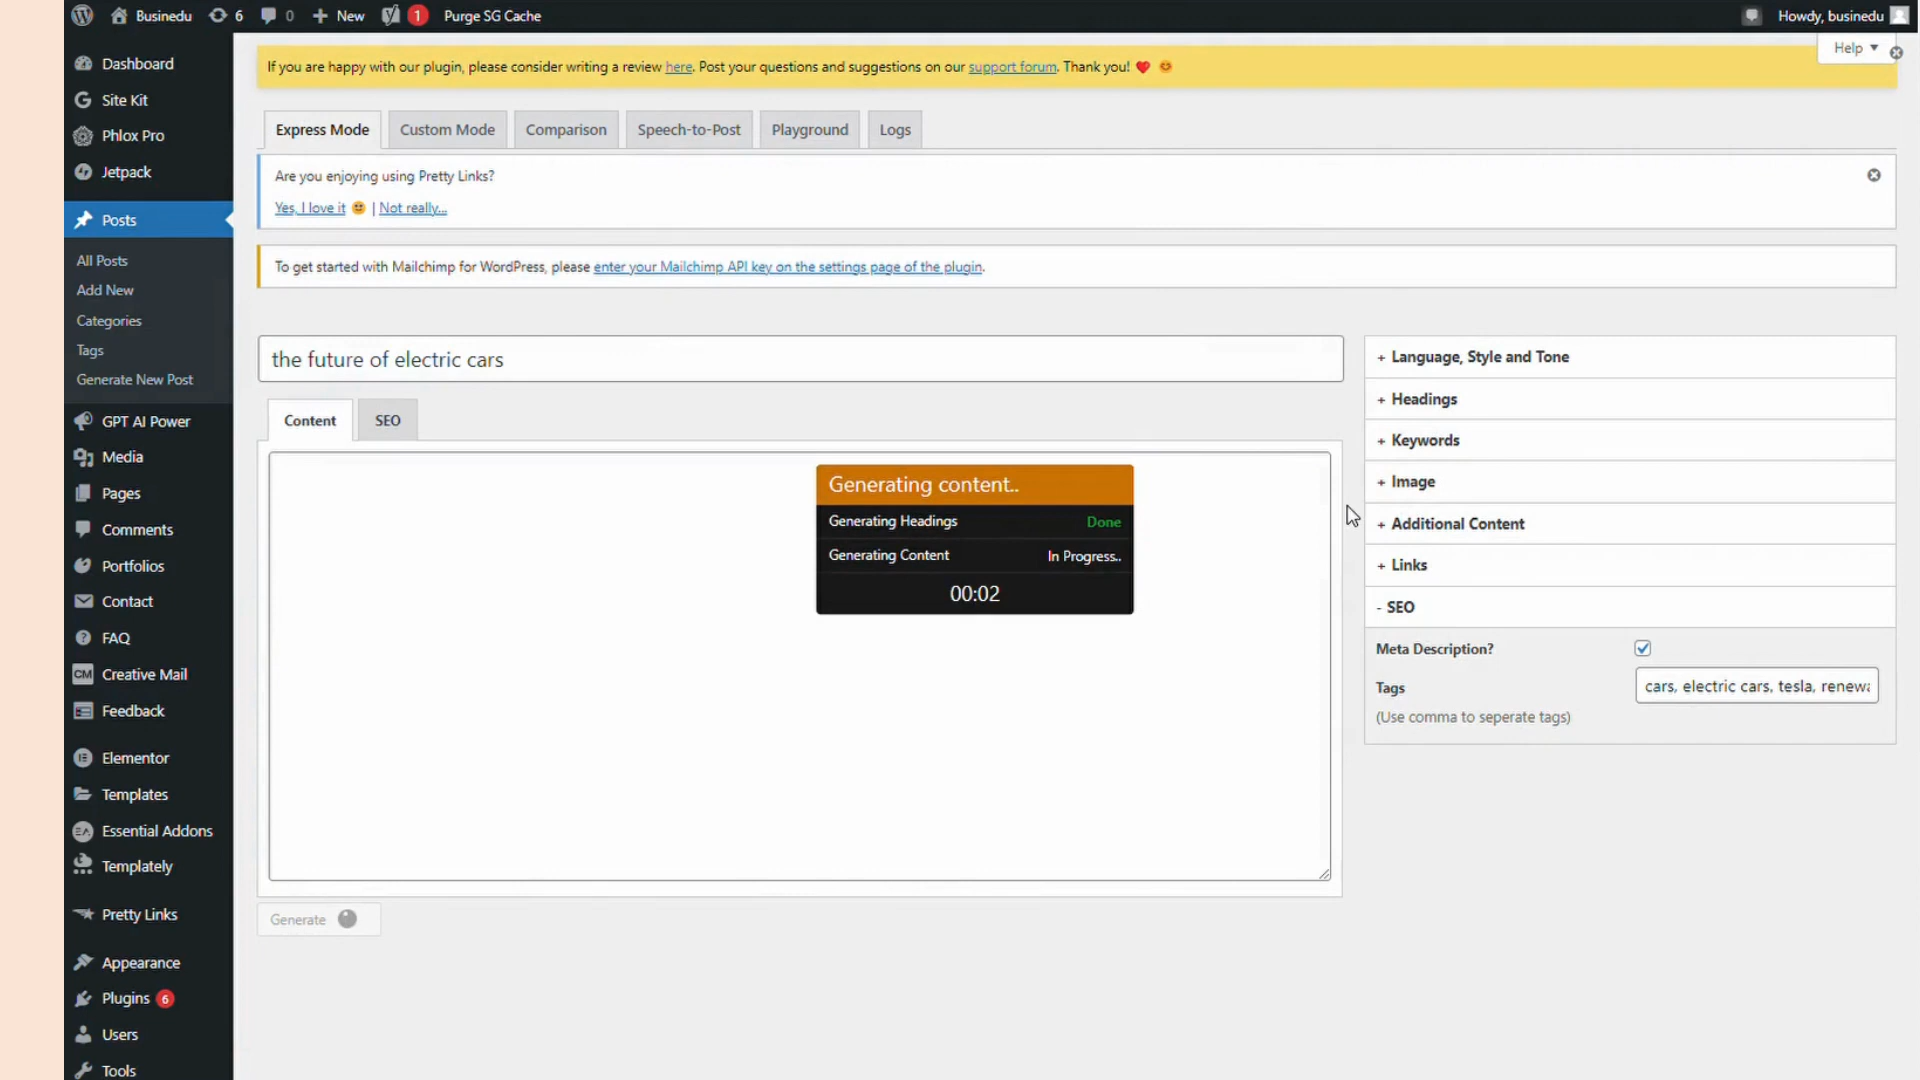 Businedu
6
0
New
1
Purge SG Cache
Howdy, businedu
Dashboard
Site Kit
Phlox Pro
Jetpack
Posts
All Posts
Add New
Categories
Tags
Generate New Post
GPT AI Power
Media
Pages
Comments
Portfolios
Contact
FAQ
CM
Creative Mail
Feedback
Elementor
Templates
EA
Essential Addons
Templately
Pretty Links
Appearance
Plugins 6
Users
Tools
Help
If you are happy with our plugin, please consider writing a review here. Post your questions and suggestions on our support forum. Thank you!
Express Mode
Custom Mode
Comparison
Speech-to-Post
Playground
Logs
Are you enjoying using Pretty Links?
Yes, I love it | Not really...
To get started with Mailchimp for WordPress, please enter your Mailchimp API key on the settings page of the plugin.
the future of electric cars
Content
SEO
Generating content..
Generating Headings Done
Generating Content In Progress..
00:02
Generate
+ Language, Style and Tone
+ Headings
+ Keywords
+ Image
+ Additional Content
+ Links
- SEO
Meta Description?
Tags
cars, electric cars, tesla, renewa
(Use comma to seperate tags)